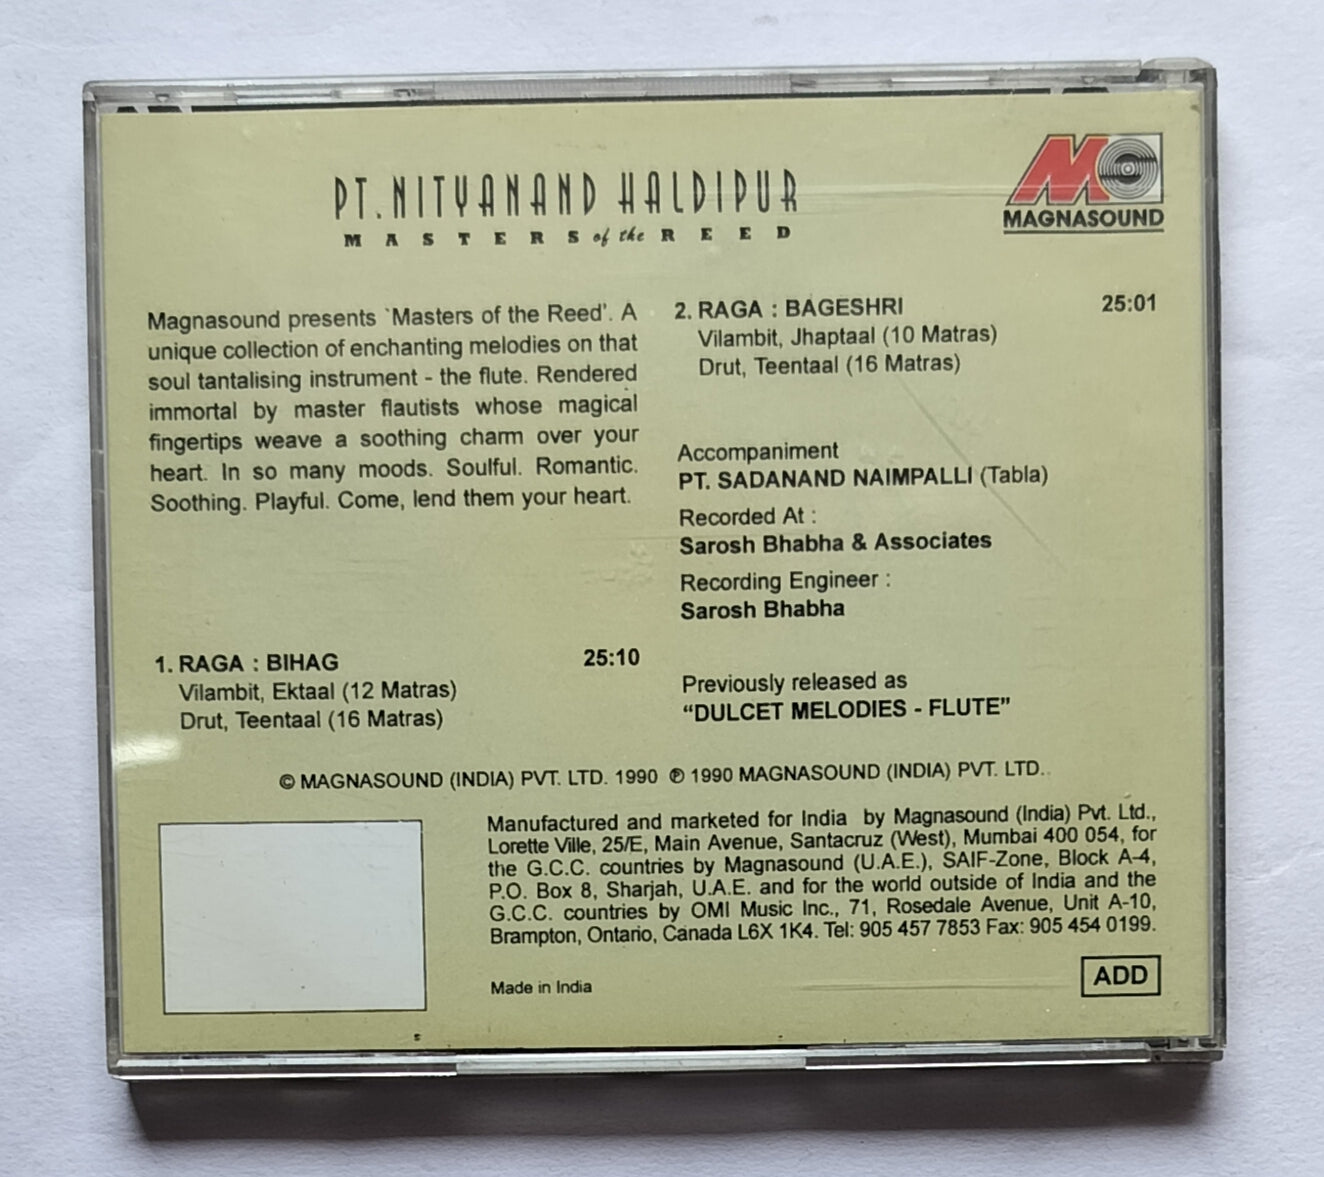 PT. NITYANAND HALDIPUR
MASTERS of the REED
MAGNASOUND
Magnasound presents `Masters of the Reed'. A
unique collection of enchanting melodies on that
soul tantalising instrument - the flute. Rendered
immortal by master flautists whose magical
fingertips weave a soothing charm over your
heart. In so many moods. Soulful. Romantic.
Soothing. Playful. Come, lend them your heart.
1. RAGA : BIHAG 25:10
Vilambit, Ektaal (12 Matras)
Drut, Teentaal (16 Matras)
2. RAGA : BAGESHRI 25:01
Vilambit, Jhaptaal (10 Matras)
Drut, Teentaal (16 Matras)
Accompaniment
PT. SADANAND NAIMPALLI (Tabla)
Recorded At :
Sarosh Bhabha & Associates
Recording Engineer :
Sarosh Bhabha
Previously released as
“DULCET MELODIES - FLUTE”
© MAGNASOUND (INDIA) PVT. LTD. 1990 ℗ 1990 MAGNASOUND (INDIA) PVT. LTD.
Manufactured and marketed for India by Magnasound (India) Pvt. Ltd.,
Lorette Ville, 25/E, Main Avenue, Santacruz (West), Mumbai 400 054, for
the G.C.C. countries by Magnasound (U.A.E.), SAIF-Zone, Block A-4,
P.O. Box 8, Sharjah, U.A.E. and for the world outside of India and the
G.C.C. countries by OMI Music Inc., 71, Rosedale Avenue, Unit A-10,
Brampton, Ontario, Canada L6X 1K4. Tel: 905 457 7853 Fax: 905 454 0199.
Made in India
ADD